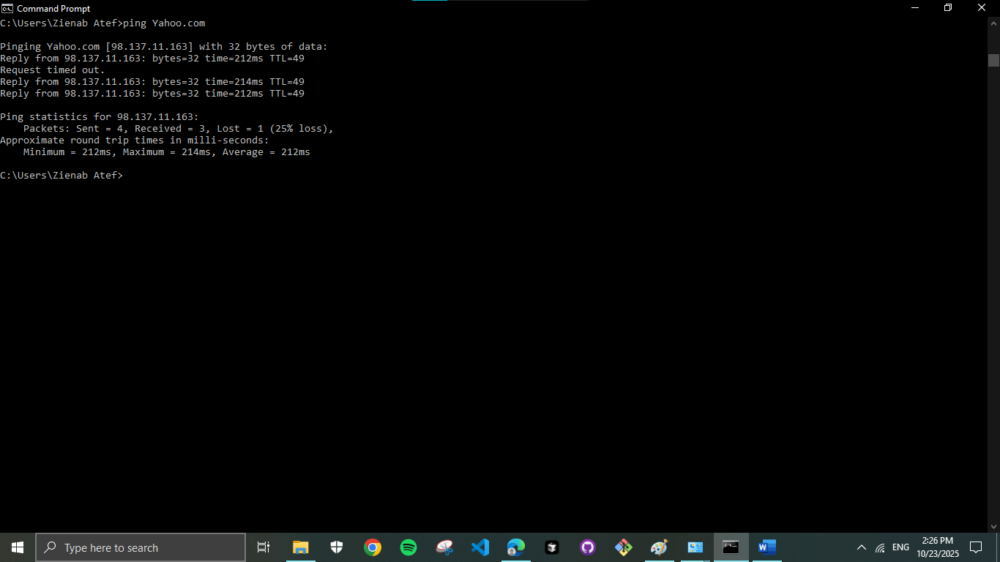 Command Prompt
C:\Users\Zienab Atef>ping Yahoo.com
Pinging Yahoo.com [98.137.11.163] with 32 bytes of data:
Reply from 98.137.11.163: bytes=32 time=212ms TTL=49
Request timed out.
Reply from 98.137.11.163: bytes=32 time=214ms TTL=49
Reply from 98.137.11.163: bytes=32 time=212ms TTL=49
Ping statistics for 98.137.11.163:
    Packets: Sent = 4, Received = 3, Lost = 1 (25% loss),
Approximate round trip times in milli-seconds:
    Minimum = 212ms, Maximum = 214ms, Average = 212ms
C:\Users\Zienab Atef>
Type here to search
ENG
2:26 PM
10/23/2025